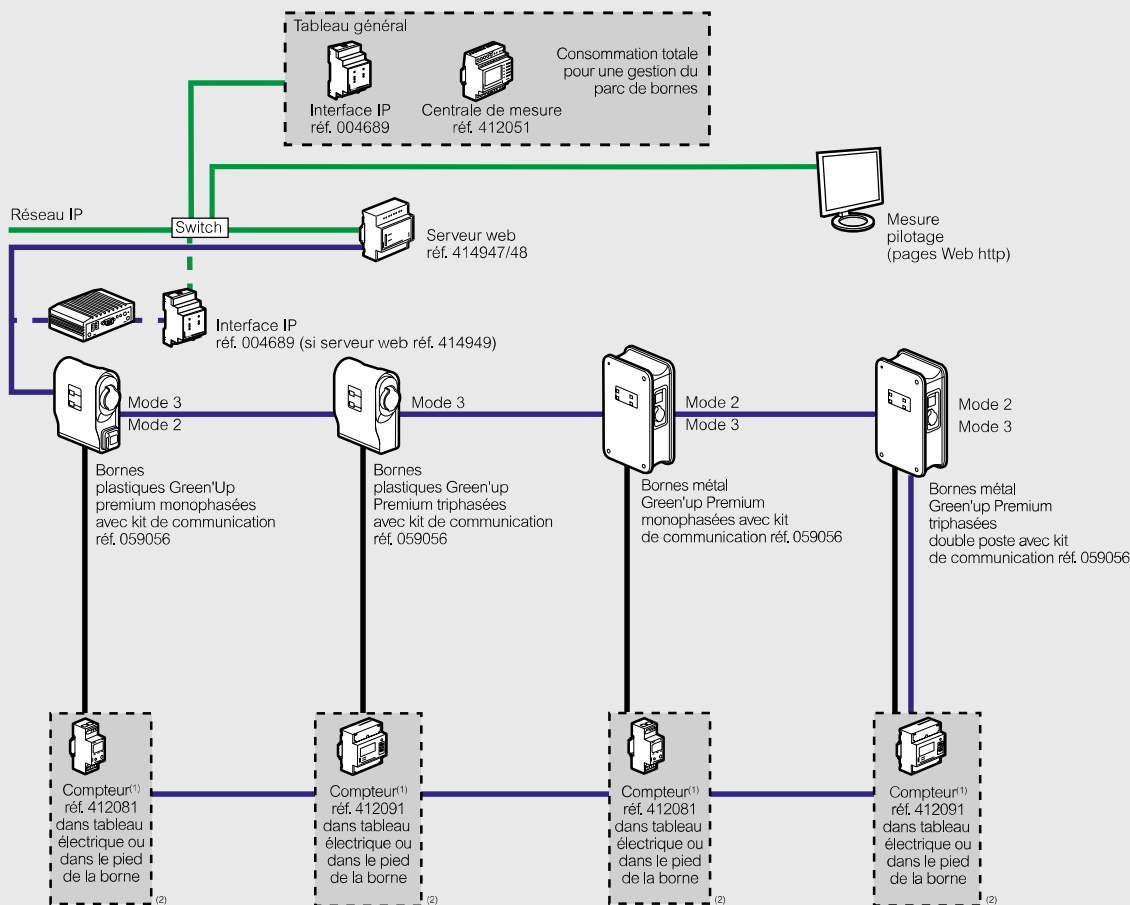 Tableau général
Consommation totale
pour une gestion du
parc de bornes
Interface IP
réf. 004689
Centrale de mesure
réf. 412051
Réseau IP
Switch
Serveur web
réf. 414947/48
Mesure
pilotage
(pages Web http)
Interface IP
réf. 004689 (si serveur web réf. 414949)
Mode 3
Mode 2
Mode 3
Mode 2
Mode 3
Mode 2
Mode 3
Bornes
plastiques Green'Up
premium monophasées
avec kit de communication
réf. 059056
Bornes
plastiques Green'up
Premium triphasées
avec kit de communication
réf. 059056
Bornes métal
Green'up Premium
monophasées avec kit
de communication réf. 059056
Bornes métal
Green'up Premium
triphasées
double poste avec kit
de communication réf. 059056
Compteur(1)
réf. 412081
dans tableau
électrique ou
dans le pied
de la borne
(2)
Compteur(1)
réf. 412091
dans tableau
électrique ou
dans le pied
de la borne
(2)
Compteur(1)
réf. 412081
dans tableau
électrique ou
dans le pied
de la borne
(2)
Compteur(1)
réf. 412091
dans tableau
électrique ou
dans le pied
de la borne
(2)